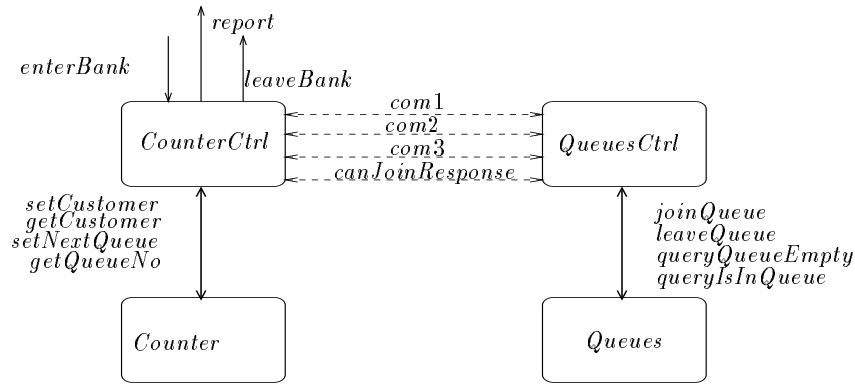 report
enterBank
leaveBank
com1
CounterCtrl
com2
QueuesCtrl
com3
canJoinResponse
setCustomer
getCustomer
setNextQueue
getQueueNo
joinQueue
leaveQueue
queryQueueEmpty
queryIsInQueue
Counter
Queues